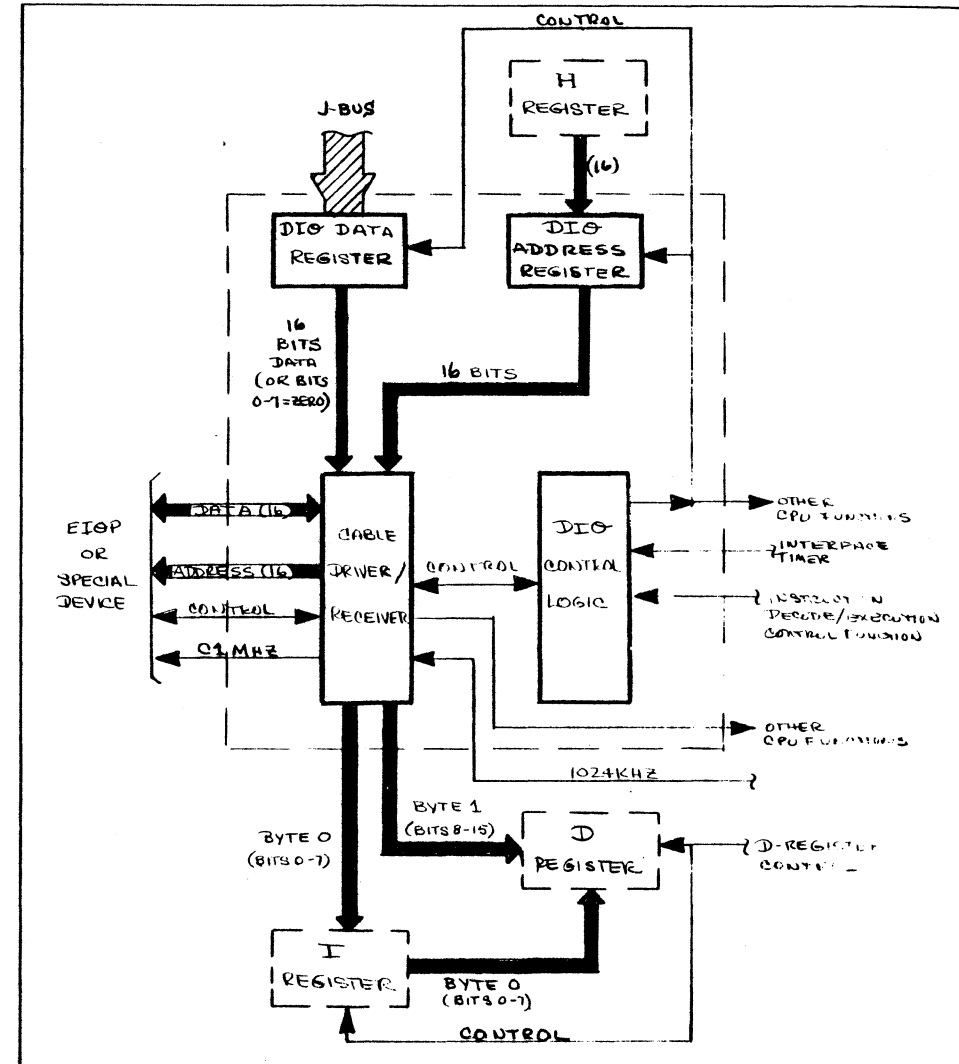 CONTROL
H
REGISTER
J-BUS
(16)
DIO DATA
REGISTER
DIO
ADDRESS
REGISTER
16
BITS
DATA
(OR BITS
0-7=ZERO)
16 BITS
EIOP
OR
SPECIAL
DEVICE
DATA (16)
ADDRESS (16)
CONTROL
C1 MHZ
CABLE
DRIVER/
RECEIVER
CONTROL
DIO
CONTROL
LOGIC
OTHER
CPU FUNCTIONS
INTERFACE
TIMER
DECODE/EXECUTION
CONTROL FUNCTION
OTHER
CPU FUNCTIONS
1024KHZ
BYTE 0
(BITS 0-7)
BYTE 1
(BITS 8-15)
D
REGISTER
D-REGISTER
I
REGISTER
BYTE 0
(BITS 0-7)
CONTROL